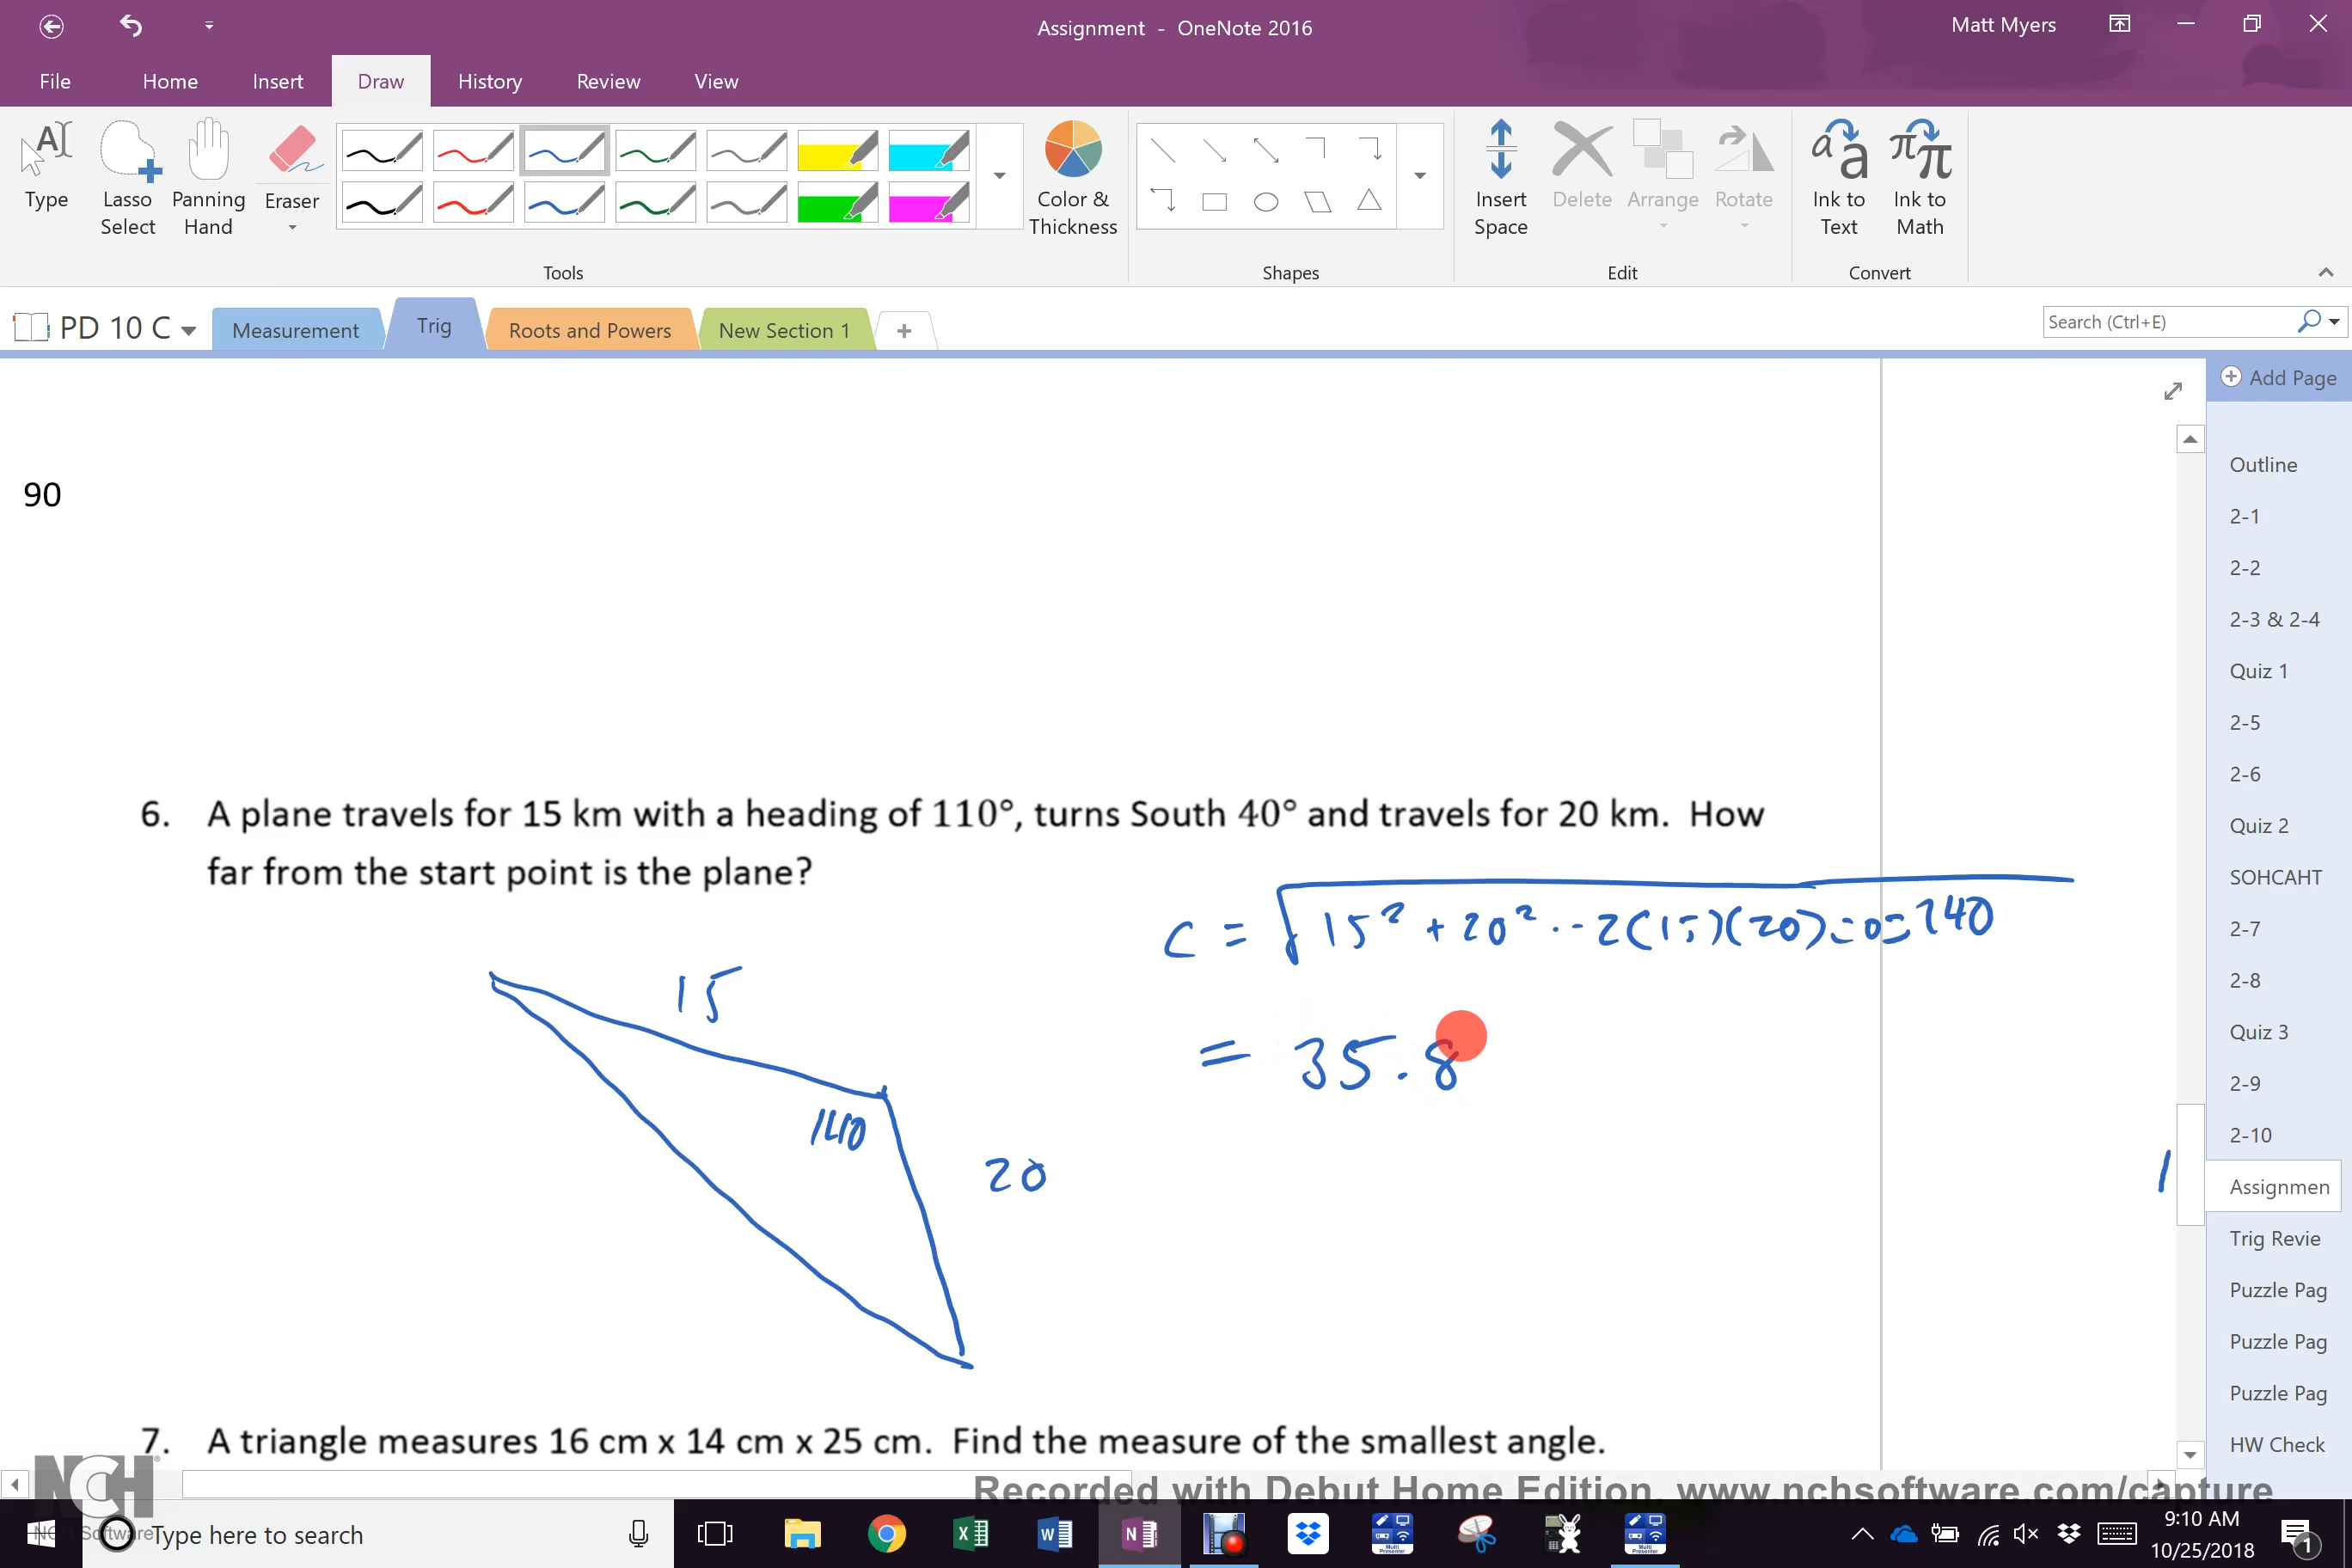 Assignment - OneNote 2016
Matt Myers
File Home Insert Draw History Review View
Type
Lasso Select
Panning Hand
Eraser
Color & Thickness
Insert Space
Delete
Arrange
Rotate
Ink to Text
Ink to Math
Tools
Shapes
Edit
Convert
PD 10 C
Measurement
Trig
Roots and Powers
New Section 1
Search (Ctrl+E)
Add Page
90
6. A plane travels for 15 km with a heading of 110°, turns South 40° and travels for 20 km. How
far from the start point is the plane?
c = √15² + 20² - - 2(15)(20)cos140
= 35.8
15
140
20
1
7. A triangle measures 16 cm x 14 cm x 25 cm. Find the measure of the smallest angle.
Outline
2-1
2-2
2-3 & 2-4
Quiz 1
2-5
2-6
Quiz 2
SOHCAHT
2-7
2-8
Quiz 3
2-9
2-10
Assignmen
Trig Revie
Puzzle Pag
Puzzle Pag
Puzzle Pag
HW Check
NCH
NCH Software
Recorded with Debut Home Edition www.nchsoftware.com/capture
Type here to search
9:10 AM
10/25/2018
1